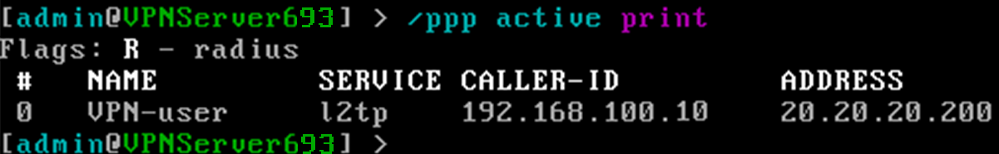 [admin@VPNServer693] > /ppp active print
Flags: R - radius
# NAME SERVICE CALLER-ID ADDRESS
0 VPN-user l2tp 192.168.100.10 20.20.20.200
[admin@VPNServer693] >